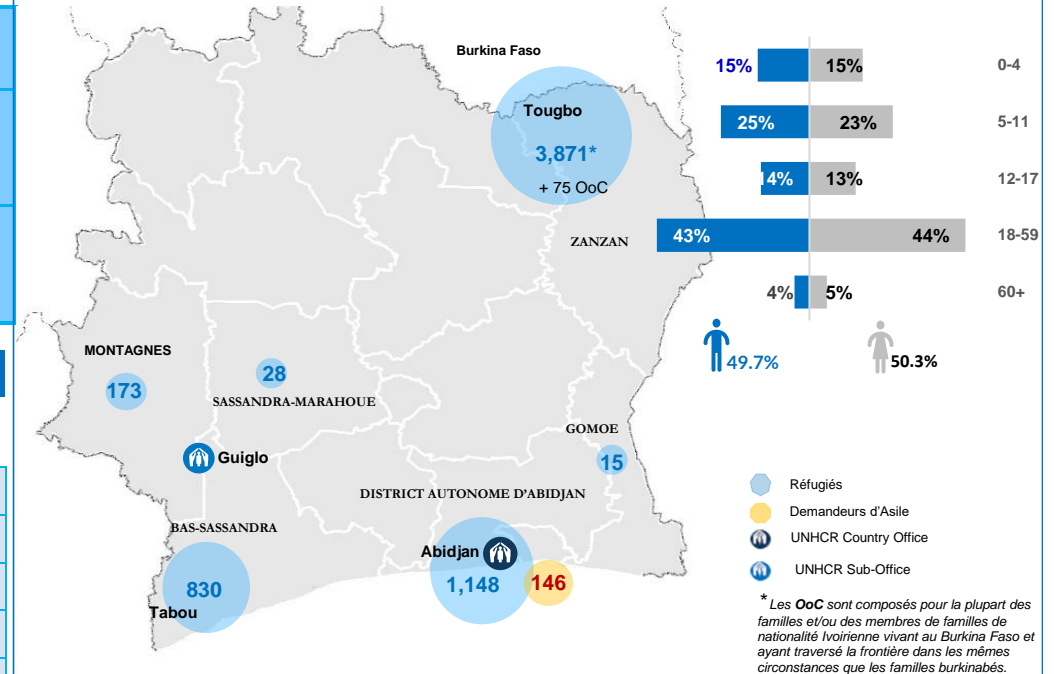 Burkina Faso
Tougbo
3,871*
+ 75 OoC
ZANZAN
MONTAGNES
173
28
SASSANDRA-MARAHOUE
Guiglo
GOMOE
15
DISTRICT AUTONOME D'ABIDJAN
BAS-SASSANDRA
Abidjan
1,148
146
830
Tabou
15% 15% 0-4
25% 23% 5-11
14% 13% 12-17
43% 44% 18-59
4% 5% 60+
49.7% 50.3%
Réfugiés
Demandeurs d'Asile
UNHCR Country Office
UNHCR Sub-Office
* Les OoC sont composés pour la plupart des
familles et/ou des membres de familles de
nationalité Ivoirienne vivant au Burkina Faso et
ayant traversé la frontière dans les mêmes
circonstances que les familles burkinabés.